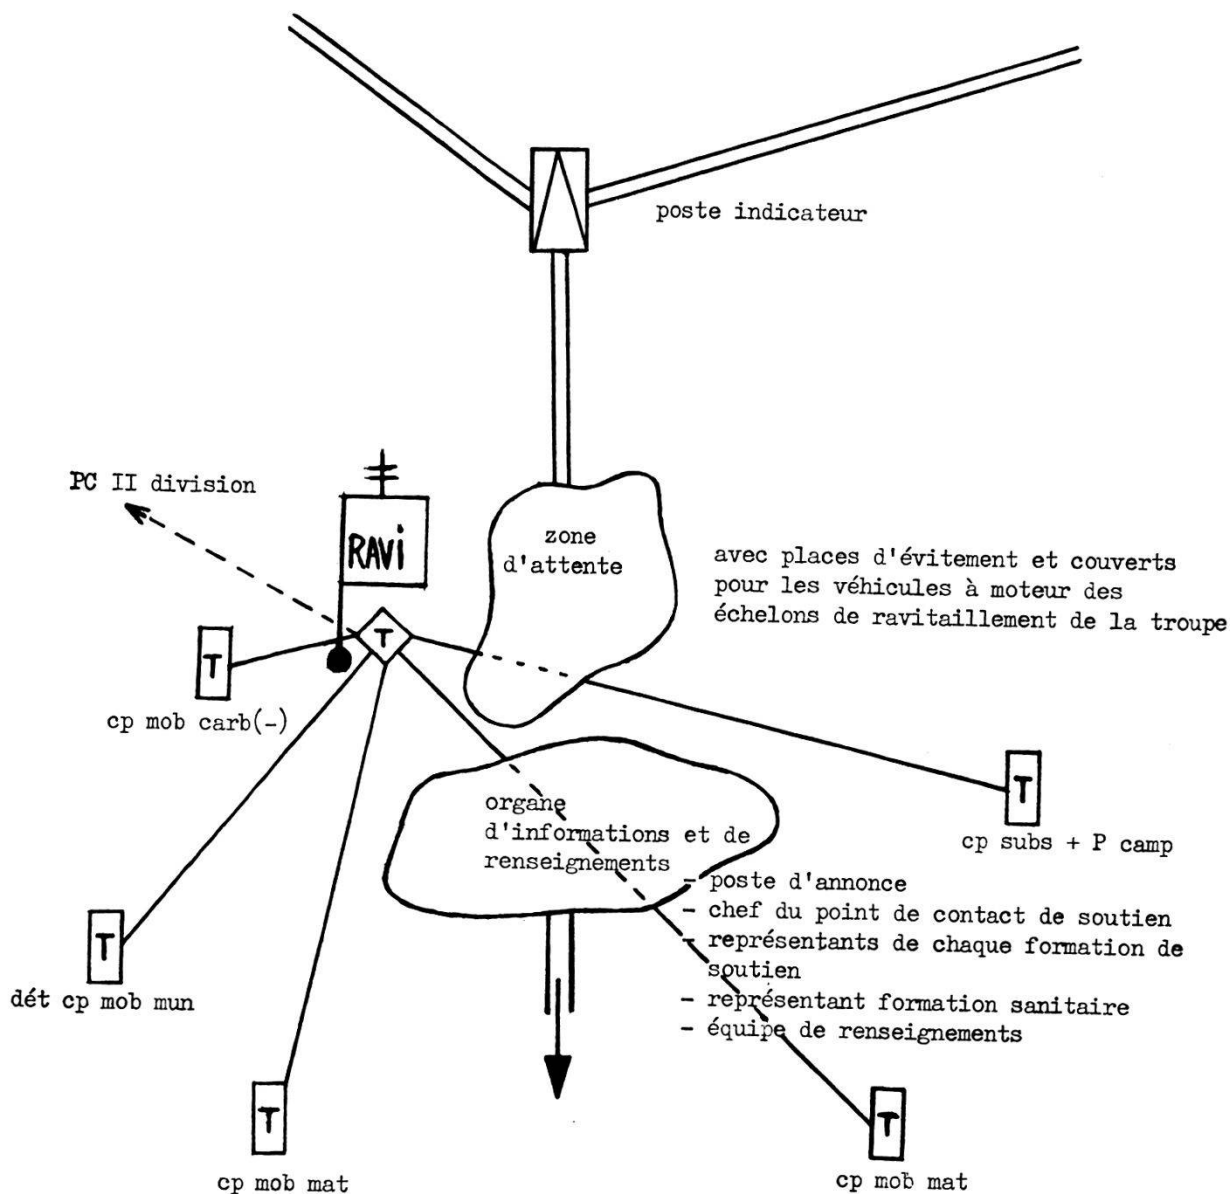 poste indicateur
PC II division
RAVi
zone
d'attente
avec places d'évitement et couverts
pour les véhicules à moteur des
échelons de ravitaillement de la troupe
T
T
cp mob carb(-)
T
cp subs + P camp
organe
d'informations et de
renseignements
- poste d'annonce
- chef du point de contact de soutien
- représentants de chaque formation de
soutien
- représentant formation sanitaire
- équipe de renseignements
T
dét cp mob mun
T
cp mob mat
T
cp mob mat